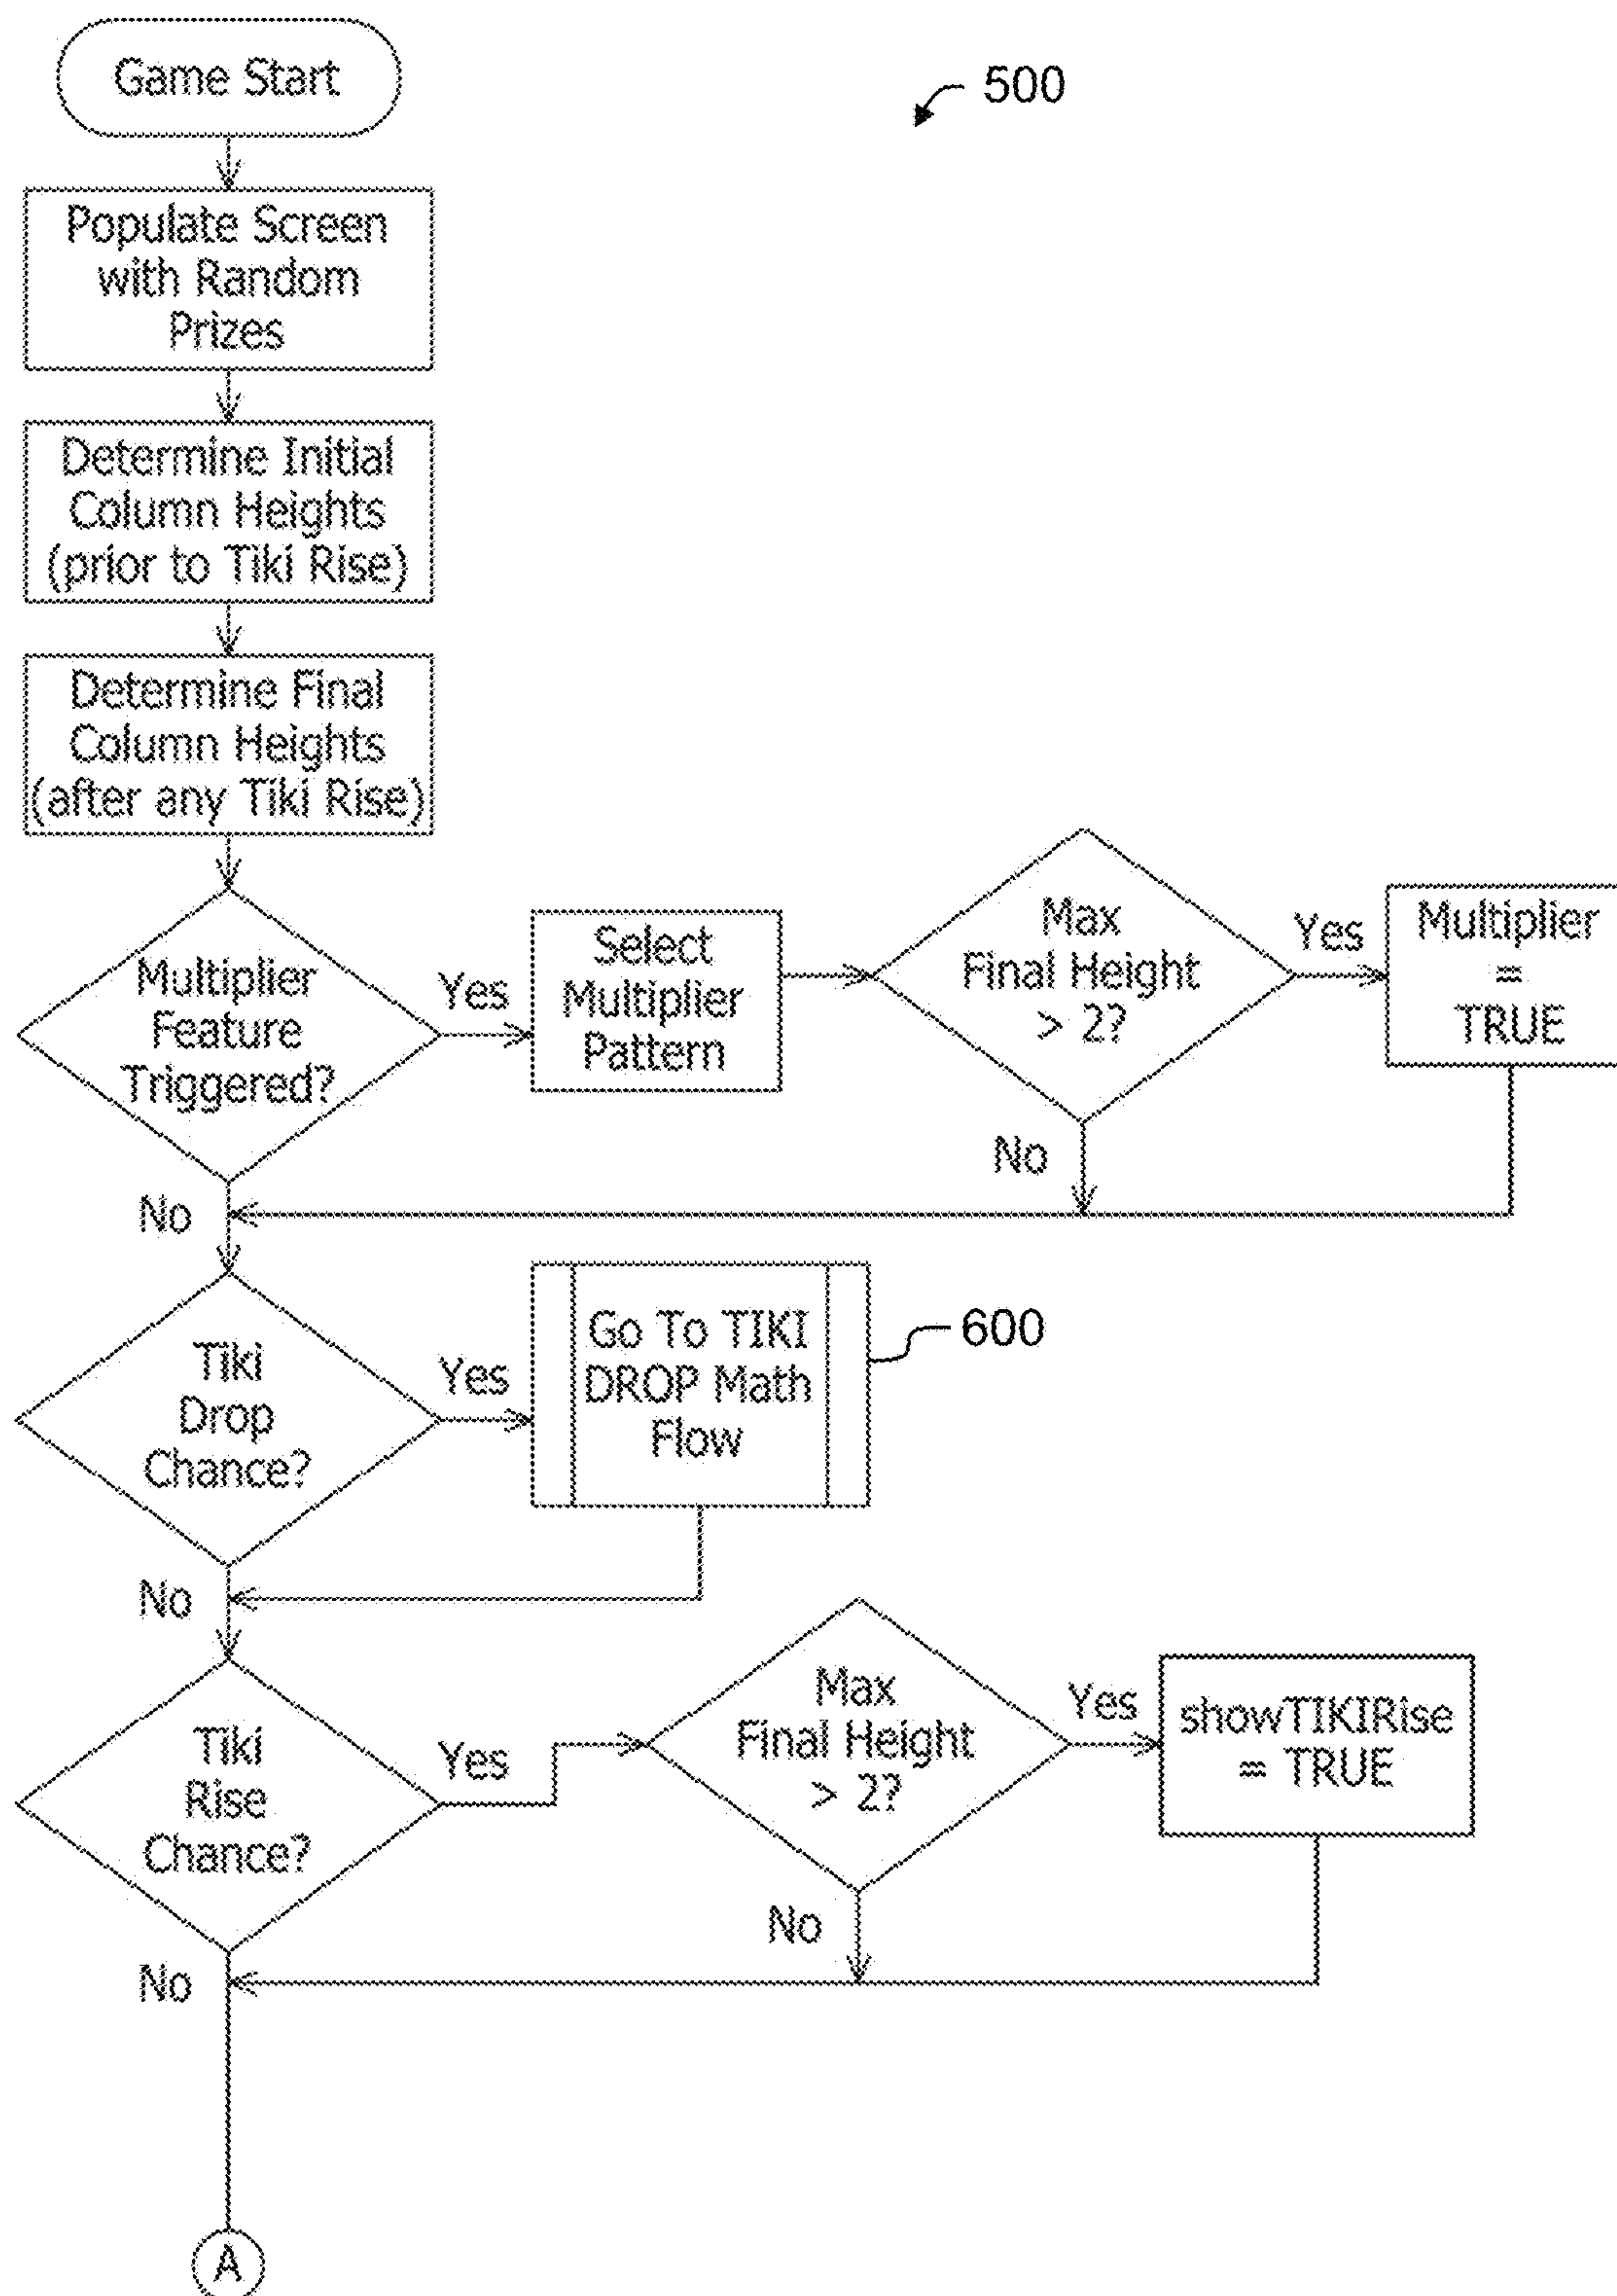 Game Start
500
Populate Screen
with Random
Prizes
Determine Initial
Column Heights
(prior to Tiki Rise)
Determine Final
Column Heights
(after any Tiki Rise)
Multiplier
Feature
Triggered?
Yes
Select
Multiplier
Pattern
Max
Final Height
> 2?
Yes
Multiplier
=
TRUE
No
No
Tiki
Drop
Chance?
Yes
Go To TIKI
DROP Math
Flow
600
No
Tiki
Rise
Chance?
Yes
Max
Final Height
> 2?
Yes
showTIKIRise
= TRUE
No
No
A